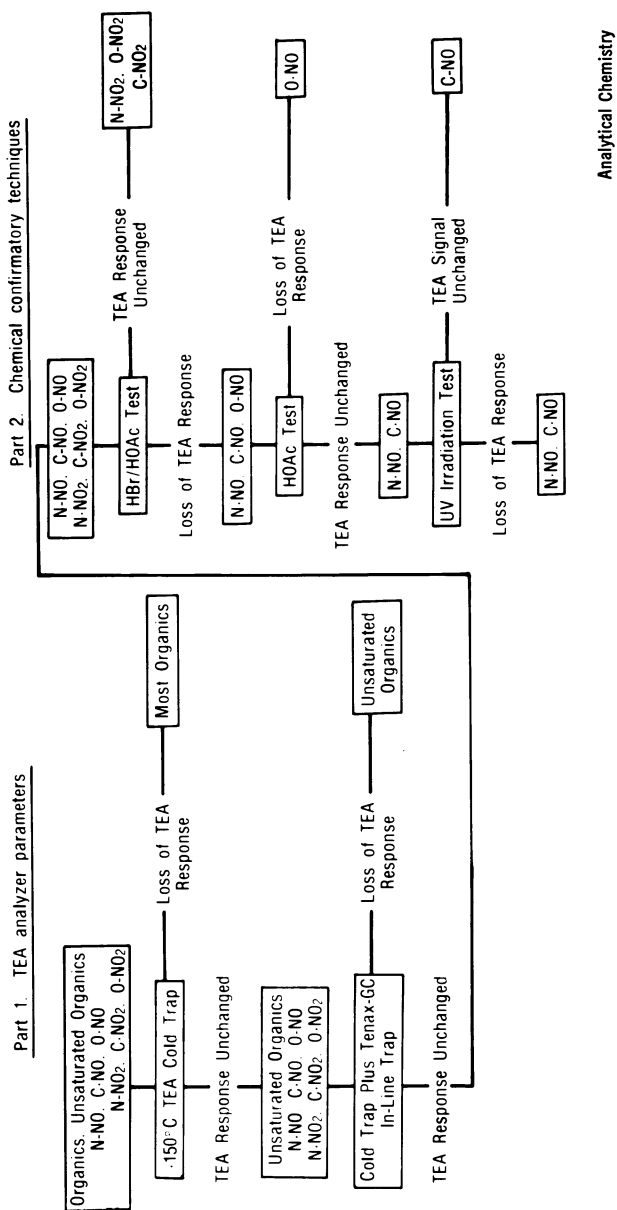 Part 1. TEA analyzer parameters
Organics. Unsaturated Organics
N-NO. C-NO. O-NO
N-NO2. C-NO2. O-NO2
-150°C TEA Cold Trap
Loss of TEA
Response
Most Organics
TEA Response Unchanged
Unsaturated Organics
N-NO C-NO O-NO
N-NO2. C-NO2. O-NO2
Cold Trap Plus Tenax-GC
In-Line Trap
Loss of TEA
Response
Unsaturated
Organics
TEA Response Unchanged
Part 2. Chemical confirmatory techniques
N-NO. C-NO. O-NO
N-NO2. C-NO2. O-NO2
HBr/HOAc Test
TEA Response
Unchanged
N-NO2. O-NO2
C-NO2
Loss of TEA Response
N-NO. C-NO. O-NO
HOAc Test
Loss of TEA
Response
O-NO
TEA Response Unchanged
N-NO. C-NO
UV Irradiation Test
TEA Signal
Unchanged
C-NO
Loss of TEA Response
N-NO. C-NO
Analytical Chemistry